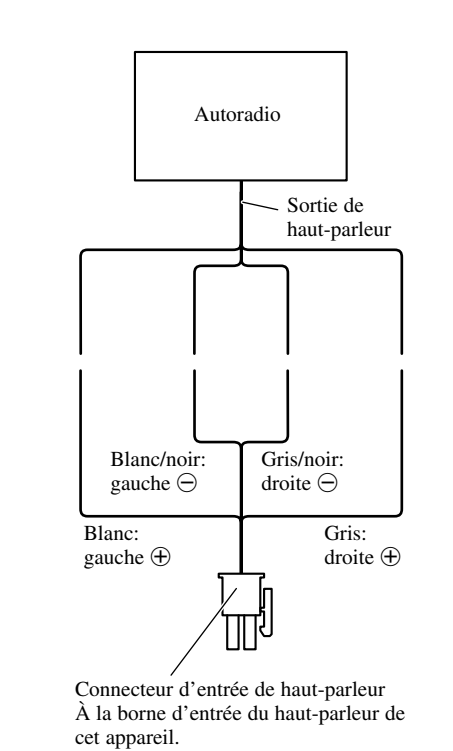 Autoradio
Sortie de
haut-parleur
Blanc/noir:
gauche ⊖
Gris/noir:
droite ⊖
Blanc:
gauche ⊕
Gris:
droite ⊕
Connecteur d'entrée de haut-parleur
À la borne d'entrée du haut-parleur de
cet appareil.